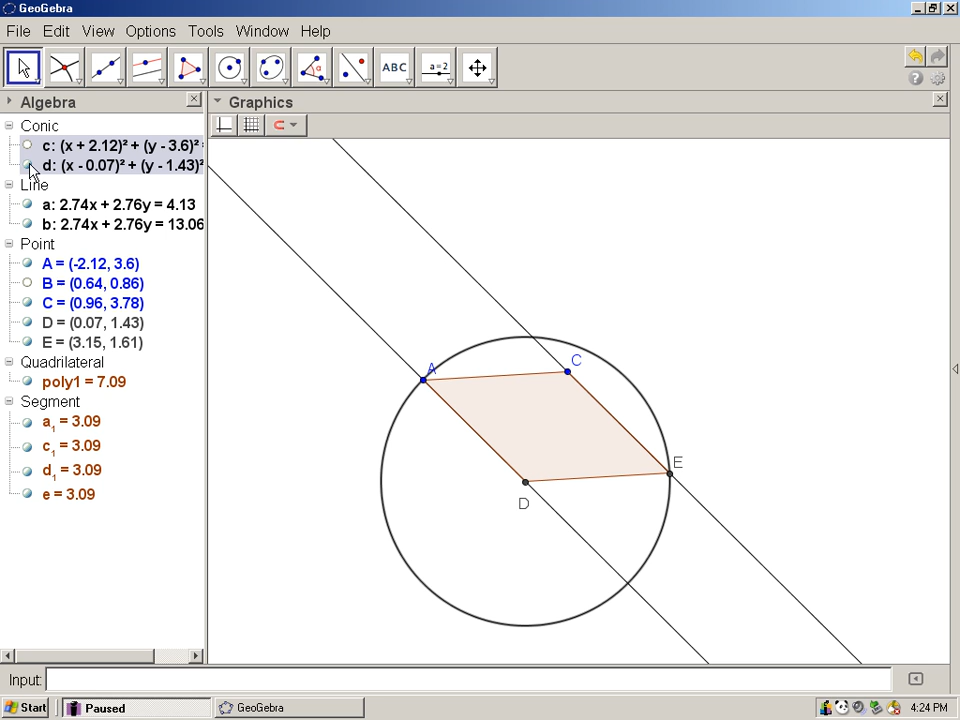 GeoGebra
File Edit View Options Tools Window Help
ABC a = 2
Algebra
Graphics
Conic
c: (x + 2.12)² + (y - 3.6)²
d: (x - 0.07)² + (y - 1.43)²
Line
a: 2.74x + 2.76y = 4.13
b: 2.74x + 2.76y = 13.06
Point
A = (-2.12, 3.6)
B = (0.64, 0.86)
C = (0.96, 3.78)
D = (0.07, 1.43)
E = (3.15, 1.61)
Quadrilateral
poly1 = 7.09
Segment
a₁ = 3.09
c₁ = 3.09
d₁ = 3.09
e = 3.09
A
C
E
D
Input:
Start Paused GeoGebra 4:24 PM